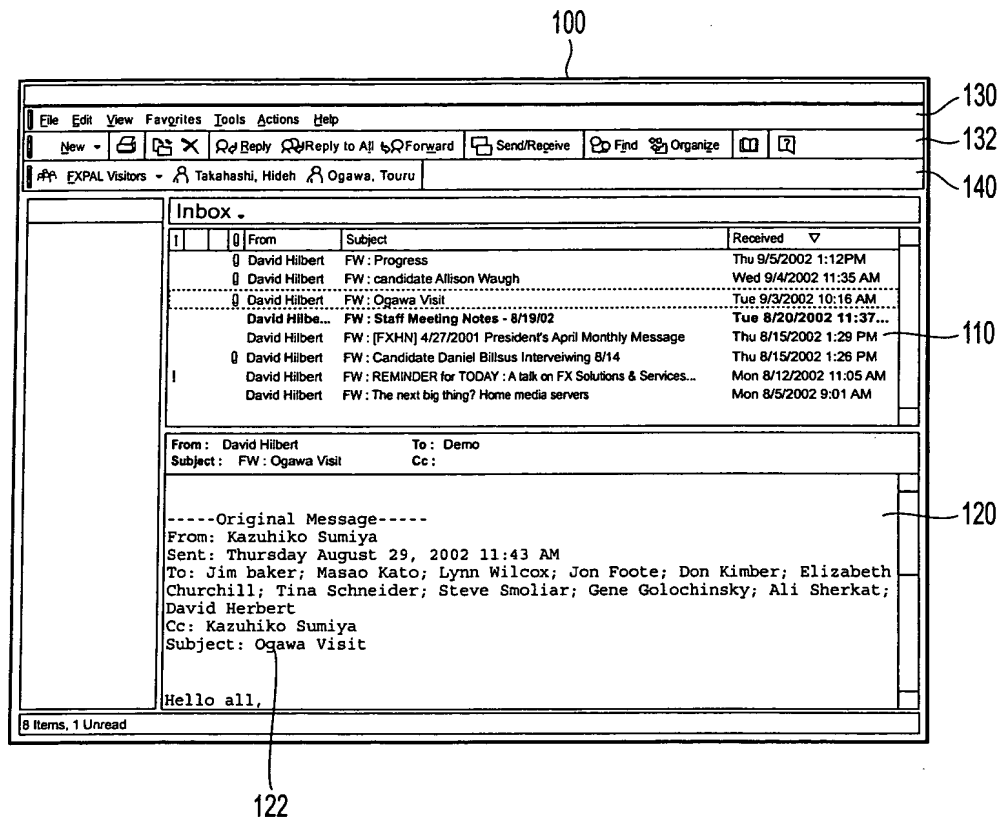 100
130
File Edit View Favorites Tools Actions Help
132
New Reply Reply to All Forward Send/Receive Find Organize
140
FXPAL Visitors Takahashi, Hideh Ogawa, Touru
Inbox
! From Subject Received
David Hilbert FW : Progress Thu 9/5/2002 1:12PM
David Hilbert FW : candidate Allison Waugh Wed 9/4/2002 11:35 AM
David Hilbert FW : Ogawa Visit Tue 9/3/2002 10:16 AM
David Hilbe... FW : Staff Meeting Notes - 8/19/02 Tue 8/20/2002 11:37...
David Hilbert FW : [FXHN] 4/27/2001 President's April Monthly Message Thu 8/15/2002 1:29 PM
110
David Hilbert FW : Candidate Daniel Billsus Interveiwing 8/14 Thu 8/15/2002 1:26 PM
! David Hilbert FW : REMINDER for TODAY : A talk on FX Solutions & Services... Mon 8/12/2002 11:05 AM
David Hilbert FW : The next big thing? Home media servers Mon 8/5/2002 9:01 AM
From : David Hilbert To : Demo
Subject : FW : Ogawa Visit Cc :
120
-----Original Message-----
From: Kazuhiko Sumiya
Sent: Thursday August 29, 2002 11:43 AM
To: Jim baker; Masao Kato; Lynn Wilcox; Jon Foote; Don Kimber; Elizabeth
Churchill; Tina Schneider; Steve Smoliar; Gene Golochinsky; Ali Sherkat;
David Herbert
Cc: Kazuhiko Sumiya
Subject: Ogawa Visit
Hello all,
8 Items, 1 Unread
122